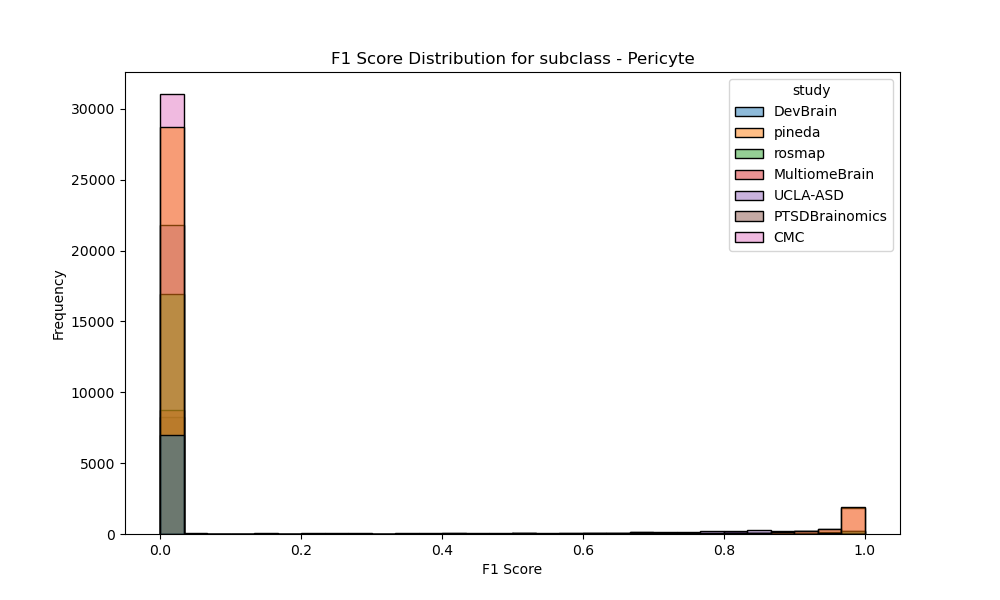 F1 Score Distribution for subclass - Pericyte
study
DevBrain
pineda
rosmap
MultiomeBrain
UCLA-ASD
PTSDBrainomics
CMC
Frequency
30000
25000
20000
15000
10000
5000
0
0.0 0.2 0.4 0.6 0.8 1.0
F1 Score